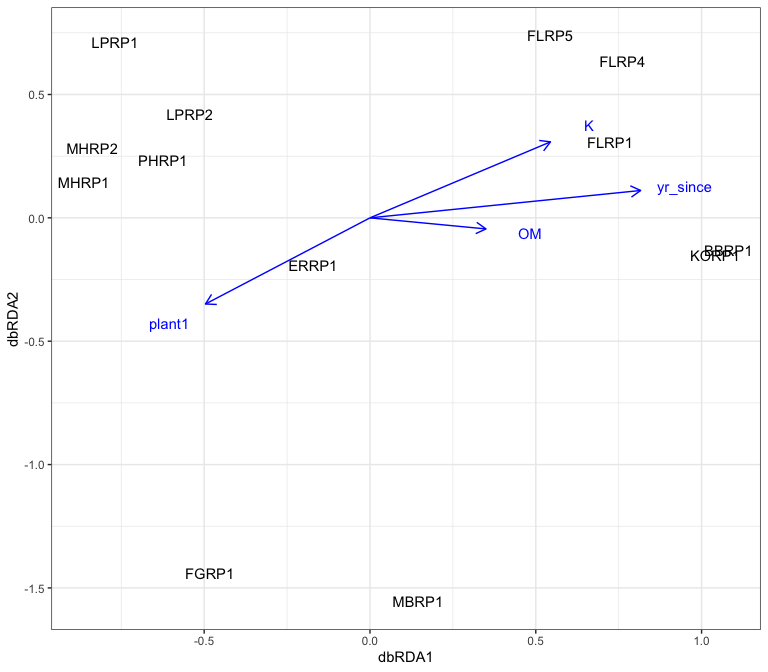 LPRP1
FLRP5
FLRP4
0.5
LPRP2
K
MHRP2
PHRP1
FLRP1
MHRP1
yr_since
0.0
OM
BBRP1
KORP1
ERRP1
plant1
dbRDA2
-0.5
-1.0
FGRP1
-1.5
MBRP1
-0.5
0.0
0.5
1.0
dbRDA1